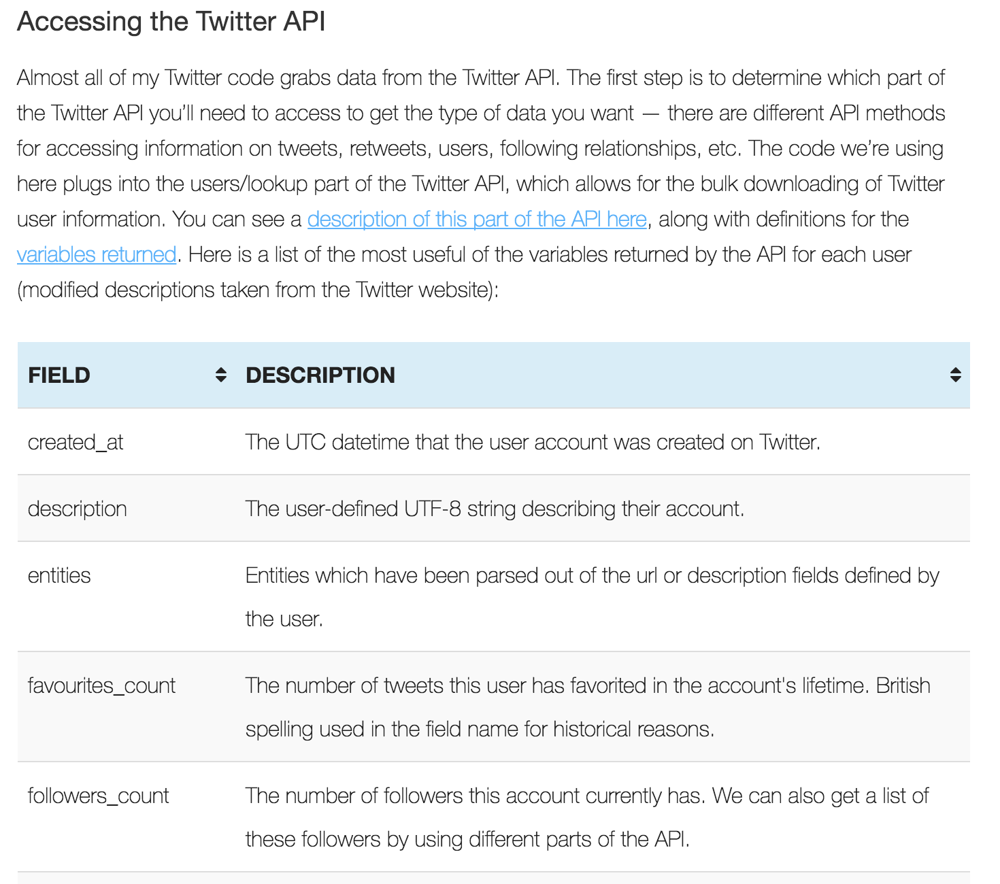 Accessing the Twitter API
Almost all of my Twitter code grabs data from the Twitter API. The first step is to determine which part of
the Twitter API you’ll need to access to get the type of data you want — there are different API methods
for accessing information on tweets, retweets, users, following relationships, etc. The code we’re using
here plugs into the users/lookup part of the Twitter API, which allows for the bulk downloading of Twitter
user information. You can see a description of this part of the API here, along with definitions for the
variables returned. Here is a list of the most useful of the variables returned by the API for each user
(modified descriptions taken from the Twitter website):
FIELD DESCRIPTION
created_at The UTC datetime that the user account was created on Twitter.
description The user-defined UTF-8 string describing their account.
entities Entities which have been parsed out of the url or description fields defined by
the user.
favourites_count The number of tweets this user has favorited in the account's lifetime. British
spelling used in the field name for historical reasons.
followers_count The number of followers this account currently has. We can also get a list of
these followers by using different parts of the API.